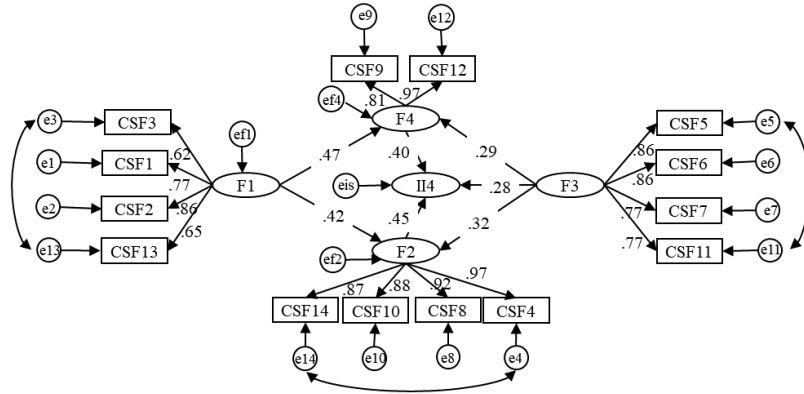 e9 e12
CSF9 CSF12
.81 .97
ef4
F4
e3 CSF3
ef1
CSF5 e5
.62 .47 .40 .29 .86
e1 CSF1
CSF6 e6
.77 F1 eis II4 .28 F3 .86
e2 CSF2 .86
.77 CSF7 e7
.42 .45 .32
.65
e13 CSF13
F2
.77 CSF11 e11
ef2
.87 .88 .92 .97
CSF14 CSF10 CSF8 CSF4
e14 e10 e8 e4